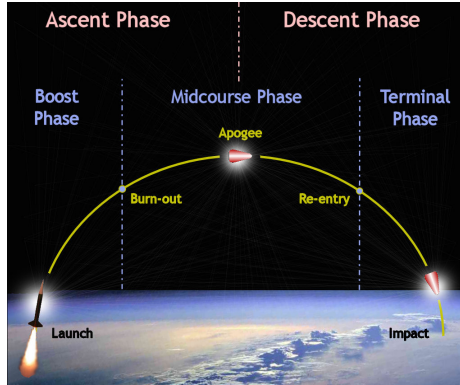 Ascent Phase
Descent Phase
Boost
Phase
Midcourse Phase
Terminal
Phase
Apogee
Burn-out
Re-entry
Launch
Impact